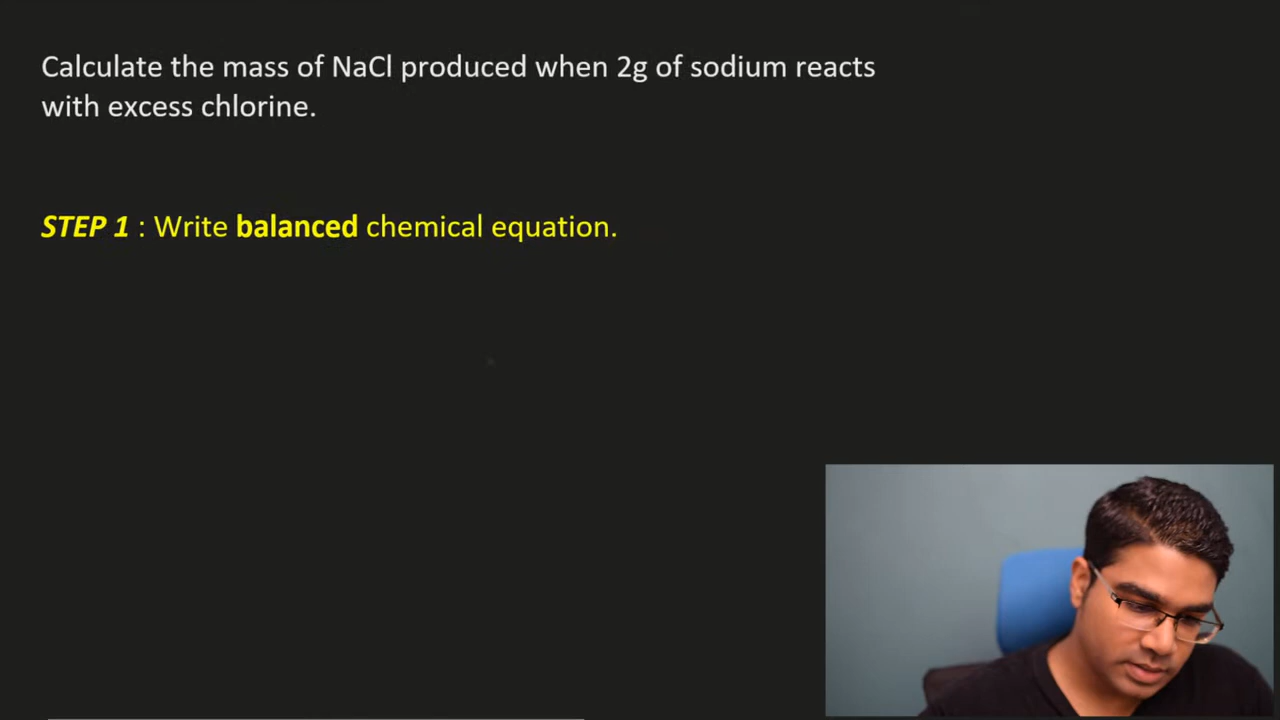 Calculate the mass of NaCl produced when 2g of sodium reacts
with excess chlorine.
STEP 1 : Write balanced chemical equation.